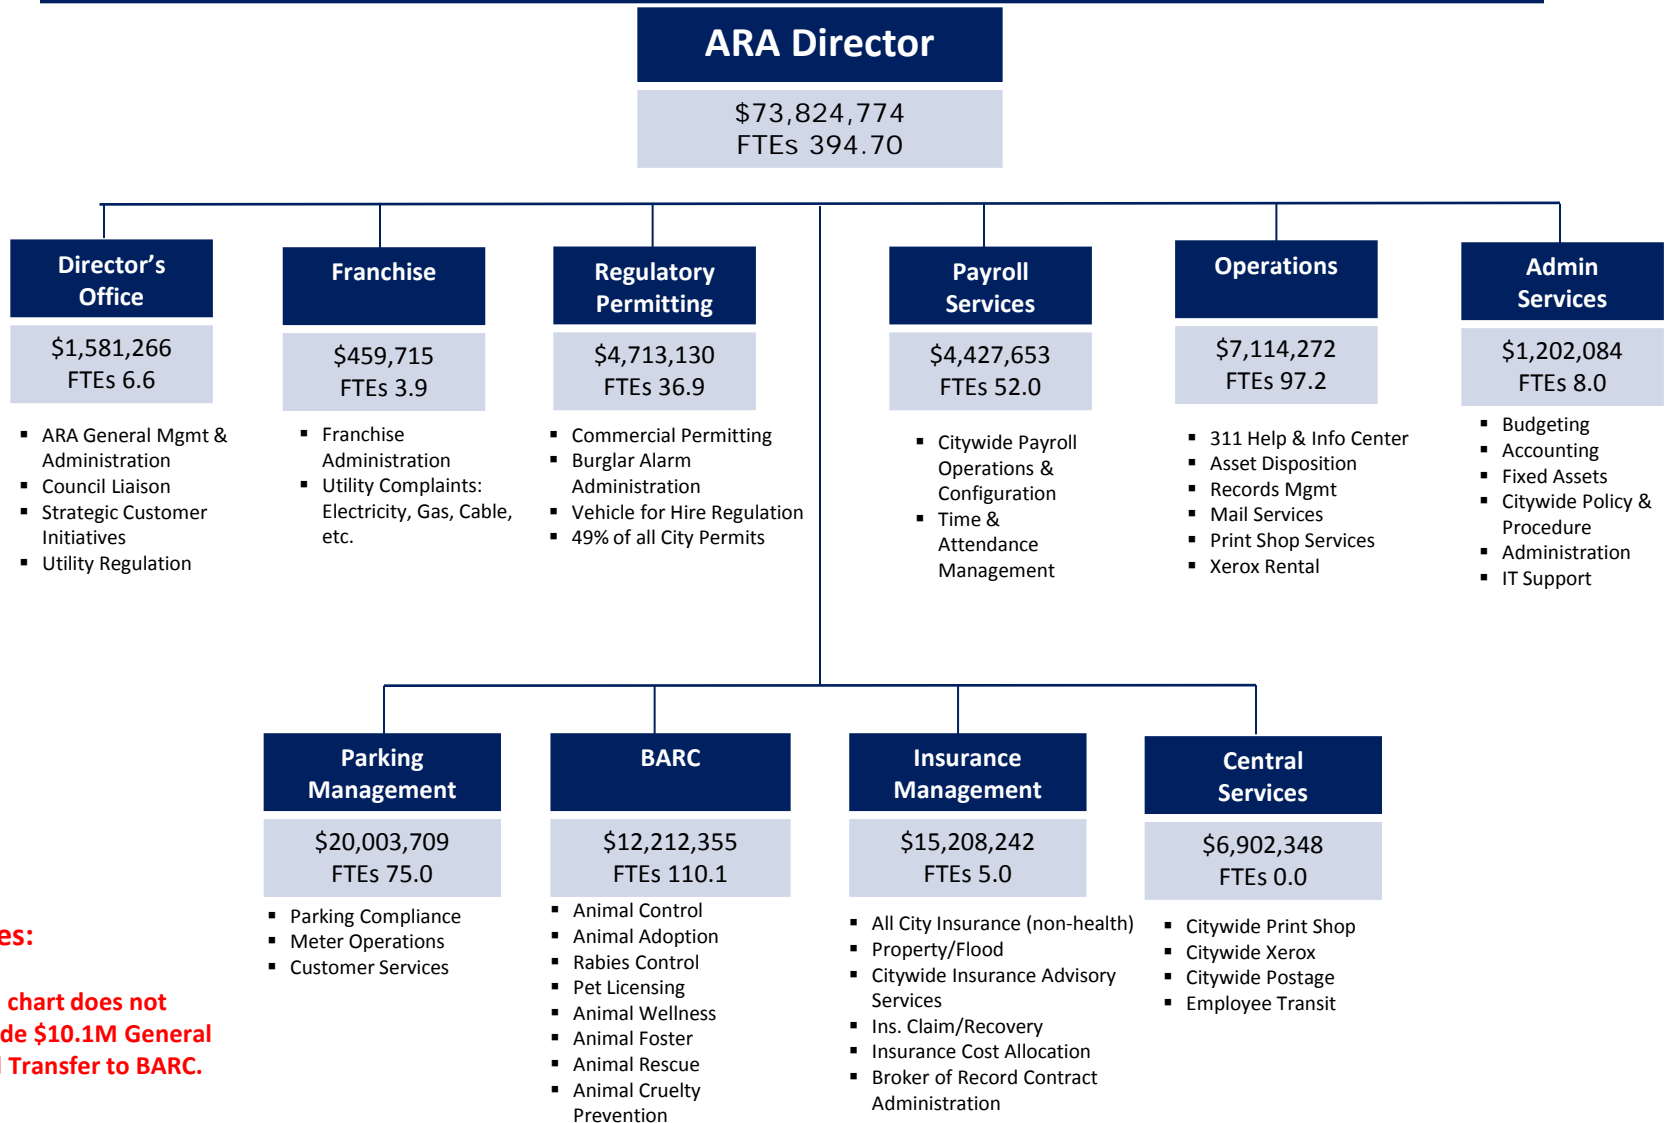 ARA Director
$73,824,774
FTEs 394.70
Director's
Office
$1,581,266
FTEs 6.6
▪ ARA General Mgmt &
Administration
▪ Council Liaison
▪ Strategic Customer
Initiatives
▪ Utility Regulation
Franchise
$459,715
FTEs 3.9
▪ Franchise
Administration
▪ Utility Complaints:
Electricity, Gas, Cable,
etc.
Regulatory
Permitting
$4,713,130
FTEs 36.9
▪ Commercial Permitting
▪ Burglar Alarm
Administration
▪ Vehicle for Hire Regulation
▪ 49% of all City Permits
Payroll
Services
$4,427,653
FTEs 52.0
▪ Citywide Payroll
Operations &
Configuration
▪ Time &
Attendance
Management
Operations
$7,114,272
FTEs 97.2
▪ 311 Help & Info Center
▪ Asset Disposition
▪ Records Mgmt
▪ Mail Services
▪ Print Shop Services
▪ Xerox Rental
Admin
Services
$1,202,084
FTEs 8.0
▪ Budgeting
▪ Accounting
▪ Fixed Assets
▪ Citywide Policy &
Procedure
▪ Administration
▪ IT Support
Parking
Management
$20,003,709
FTEs 75.0
▪ Parking Compliance
▪ Meter Operations
▪ Customer Services
BARC
$12,212,355
FTEs 110.1
▪ Animal Control
▪ Animal Adoption
▪ Rabies Control
▪ Pet Licensing
▪ Animal Wellness
▪ Animal Foster
▪ Animal Rescue
▪ Animal Cruelty
Prevention
Insurance
Management
$15,208,242
FTEs 5.0
▪ All City Insurance (non-health)
▪ Property/Flood
▪ Citywide Insurance Advisory
Services
▪ Ins. Claim/Recovery
▪ Insurance Cost Allocation
▪ Broker of Record Contract
Administration
Central
Services
$6,902,348
FTEs 0.0
▪ Citywide Print Shop
▪ Citywide Xerox
▪ Citywide Postage
▪ Employee Transit
es:
chart does not
de $10.1M General
Transfer to BARC.